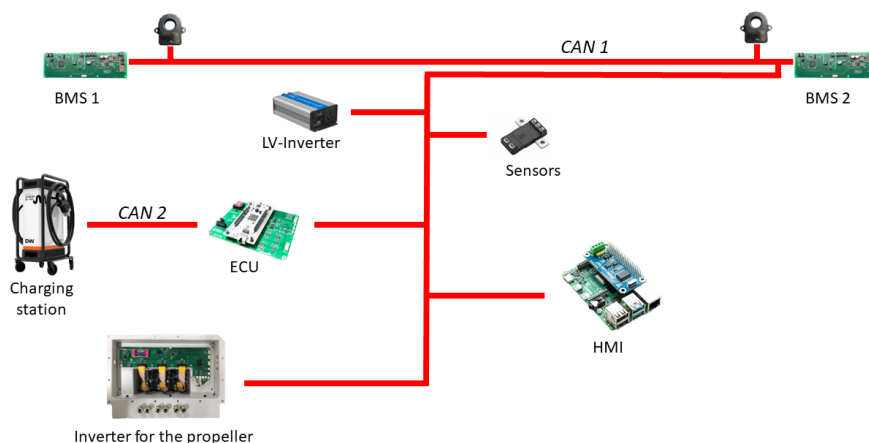 CAN 1
BMS 1
BMS 2
LV-Inverter
Sensors
CAN 2
DW
ECU
Charging
station
HMI
Inverter for the propeller